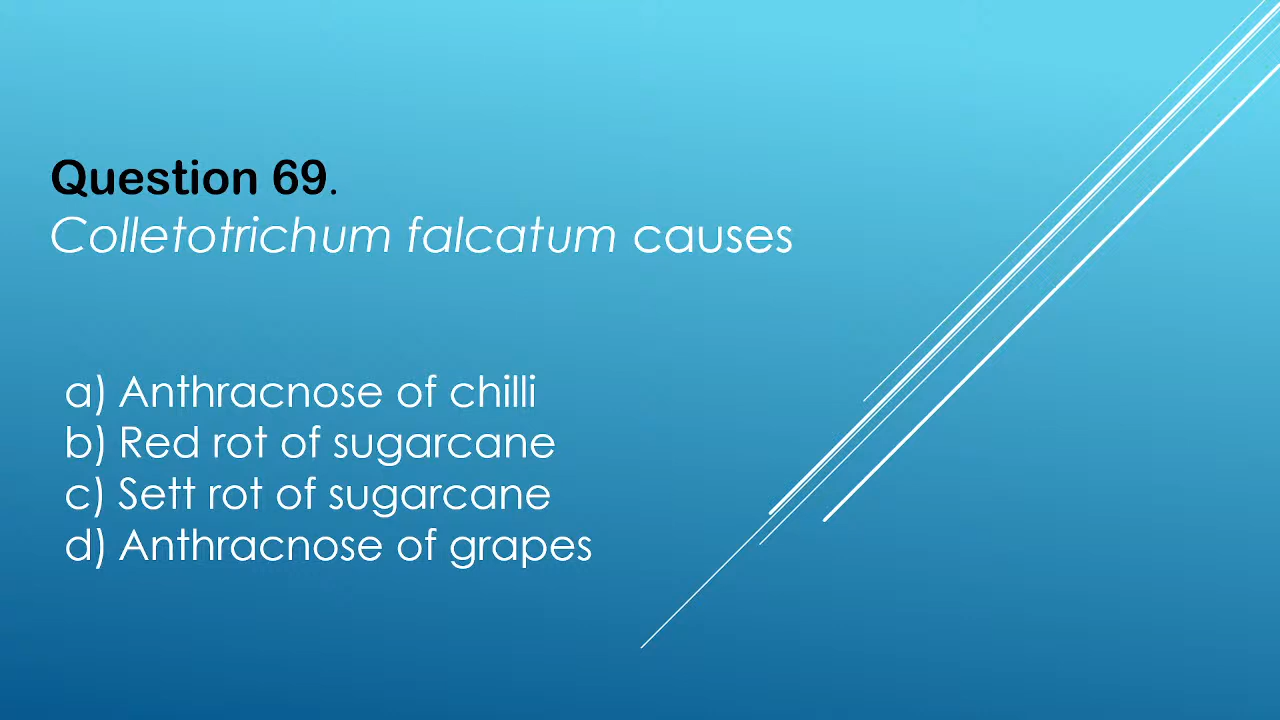 Question 69.
Colletotrichum falcatum causes
a) Anthracnose of chilli
b) Red rot of sugarcane
c) Sett rot of sugarcane
d) Anthracnose of grapes